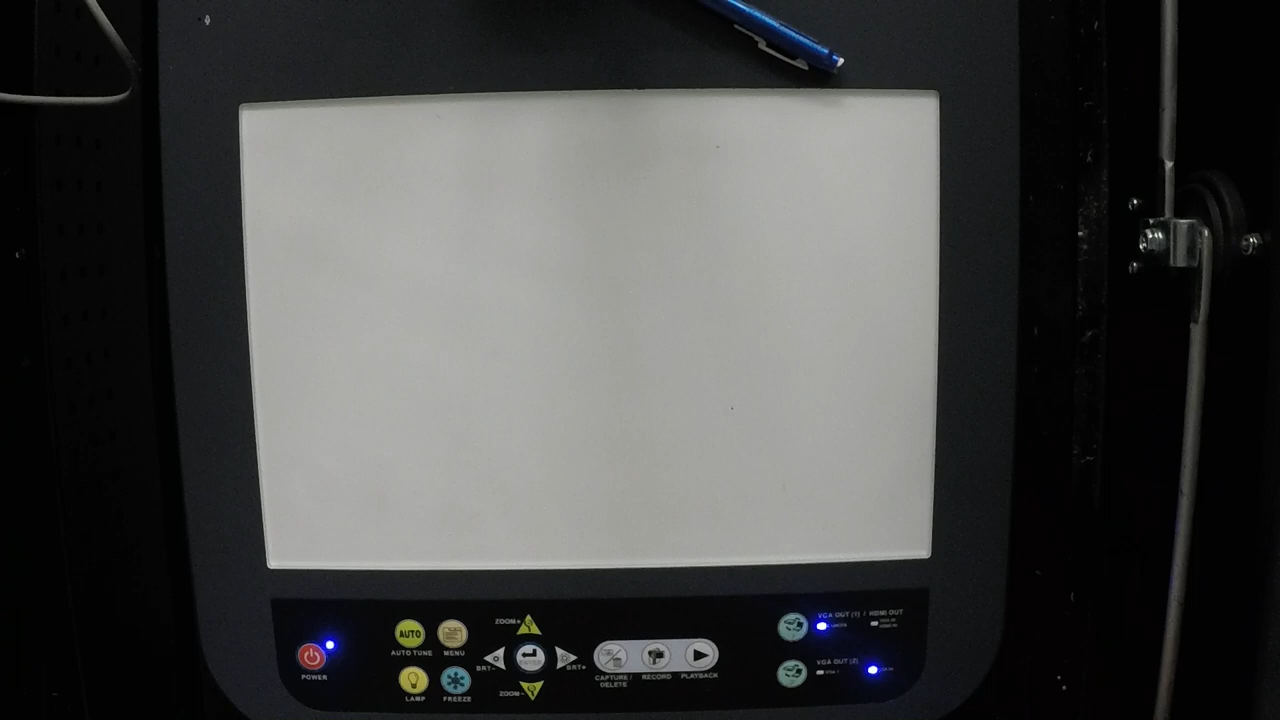 VGA OUT (1) / HDMI OUT
ZOOM+
AUTO
AUTO TUNE
MENU
BRT-
ENTER
BRT+
CAPTURE /
DELETE
RECORD
PLAYBACK
VGA OUT (2)
POWER
LAMP
FREEZE
ZOOM-